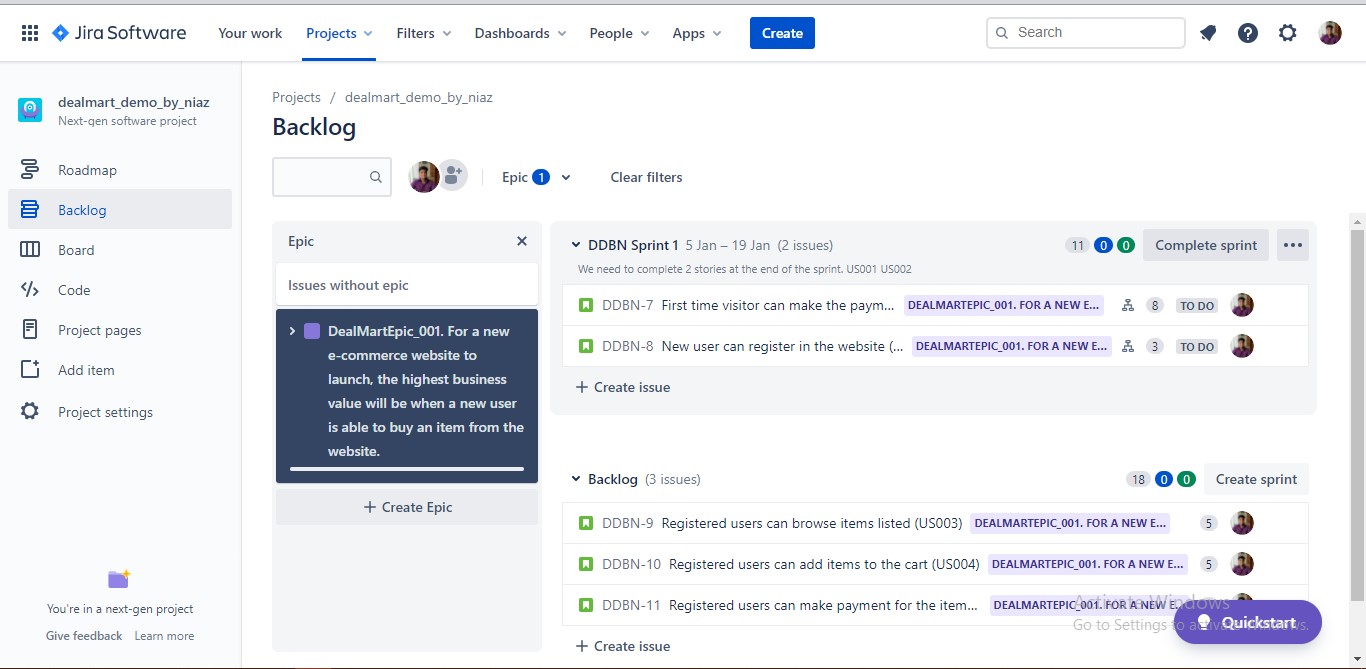 Jira Software
Your work
Projects
Filters
Dashboards
People
Apps
Create
Search
dealmart_demo_by_niaz
Next-gen software project
Roadmap
Backlog
Board
Code
Project pages
Add item
Project settings
You're in a next-gen project
Give feedback Learn more
Projects / dealmart_demo_by_niaz
Backlog
Epic 1
Clear filters
Epic
Issues without epic
DealMartEpic_001. For a new
e-commerce website to
launch, the highest business
value will be when a new user
is able to buy an item from the
website.
+ Create Epic
DDBN Sprint 1 5 Jan – 19 Jan (2 issues)
11 0 0 Complete sprint
We need to complete 2 stories at the end of the sprint. US001 US002
DDBN-7 First time visitor can make the paym... DEALMARTEPIC_001. FOR A NEW E... 8 TO DO
DDBN-8 New user can register in the website (... DEALMARTEPIC_001. FOR A NEW E... 3 TO DO
+ Create issue
Backlog (3 issues)
18 0 0 Create sprint
DDBN-9 Registered users can browse items listed (US003) DEALMARTEPIC_001. FOR A NEW E... 5
DDBN-10 Registered users can add items to the cart (US004) DEALMARTEPIC_001. FOR A NEW E... 5
DDBN-11 Registered users can make payment for the item... DEALMARTEPIC_001. FOR A NEW E...
+ Create issue
Activate Windows
Go to Settings to activate Windows.
Quickstart